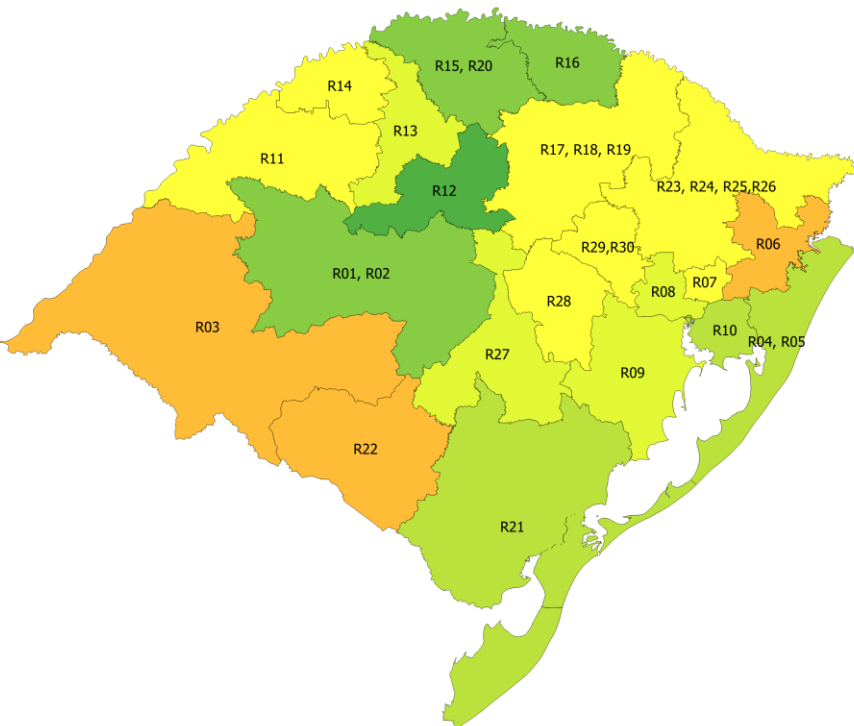 R15, R20
R16
R14
R13
R17, R18, R19
R11
R12
R23, R24, R25,R26
R29,R30
R06
R01, R02
R07
R08
R28
R03
R10
R04, R05
R27
R09
R22
R21